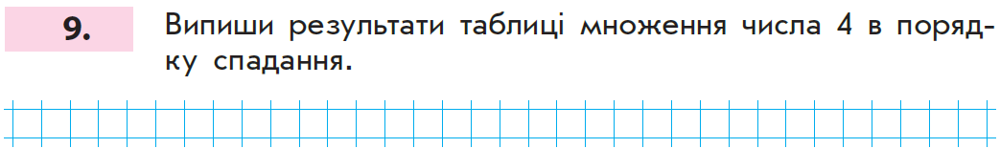 9. Випиши результати таблиці множення числа 4 в поряд-
ку спадання.